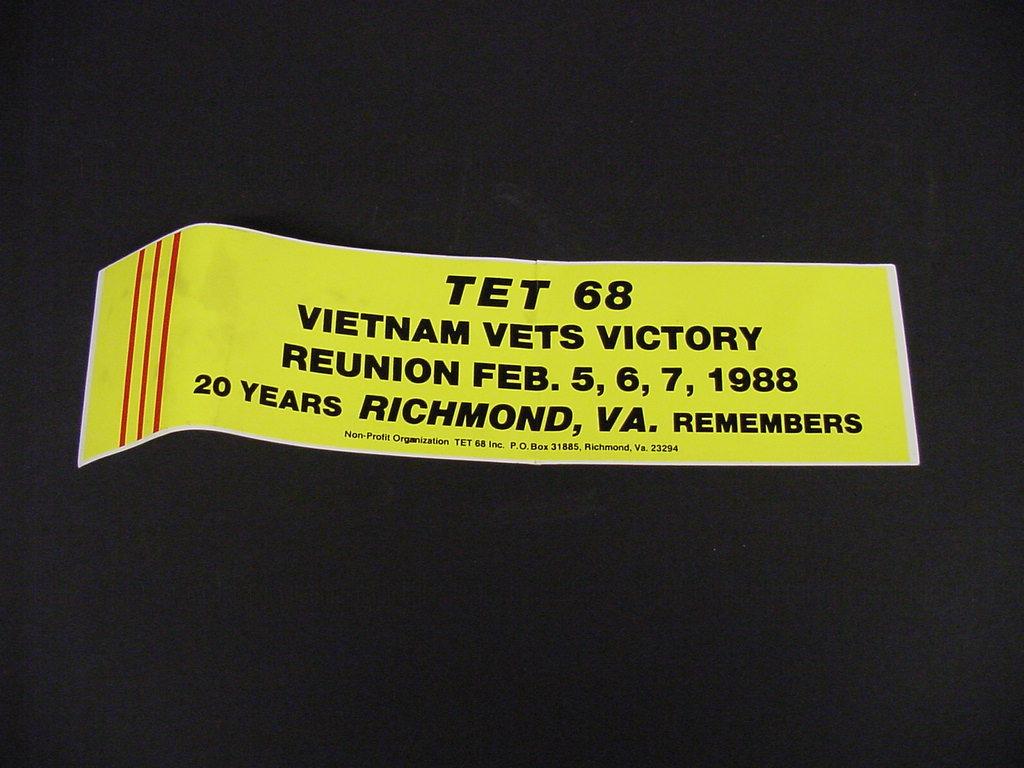 TET 68
VIETNAM VETS VICTORY
REUNION FEB. 5, 6, 7, 1988
20 YEARS RICHMOND, VA. REMEMBERS
Non-Profit Organization TET 68 Inc. P.O. Box 31885, Richmond, Va. 23294